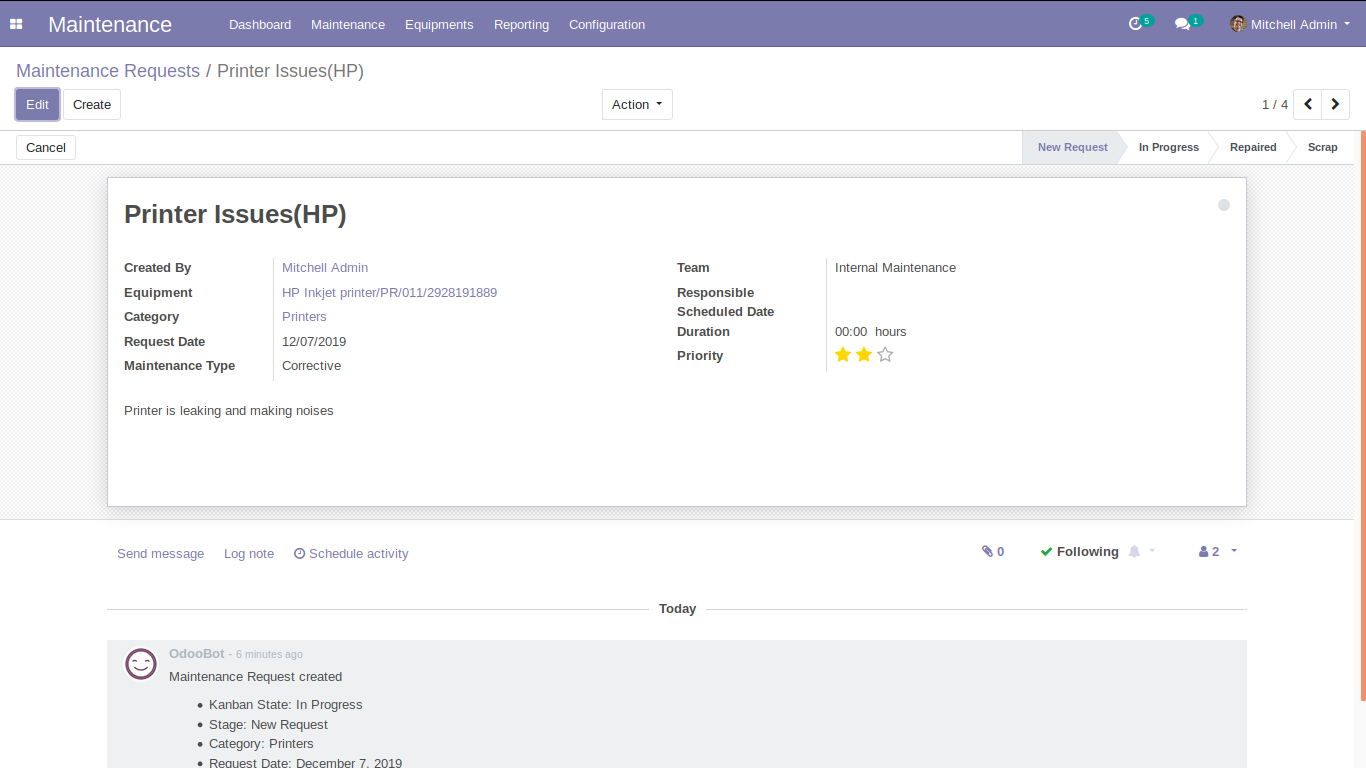 Maintenance Dashboard Maintenance Equipments Reporting Configuration 5 1 Mitchell Admin
Maintenance Requests / Printer Issues(HP)
Edit Create Action 1 / 4
Cancel New Request In Progress Repaired Scrap
Printer Issues(HP)
Created By Mitchell Admin Team Internal Maintenance
Equipment HP Inkjet printer/PR/011/2928191889 Responsible
Category Printers Scheduled Date
Request Date 12/07/2019 Duration 00:00 hours
Maintenance Type Corrective Priority
Printer is leaking and making noises
Send message Log note Schedule activity 0 Following 2
Today
OdooBot - 6 minutes ago
Maintenance Request created
• Kanban State: In Progress
• Stage: New Request
• Category: Printers
• Request Date: December 7, 2019